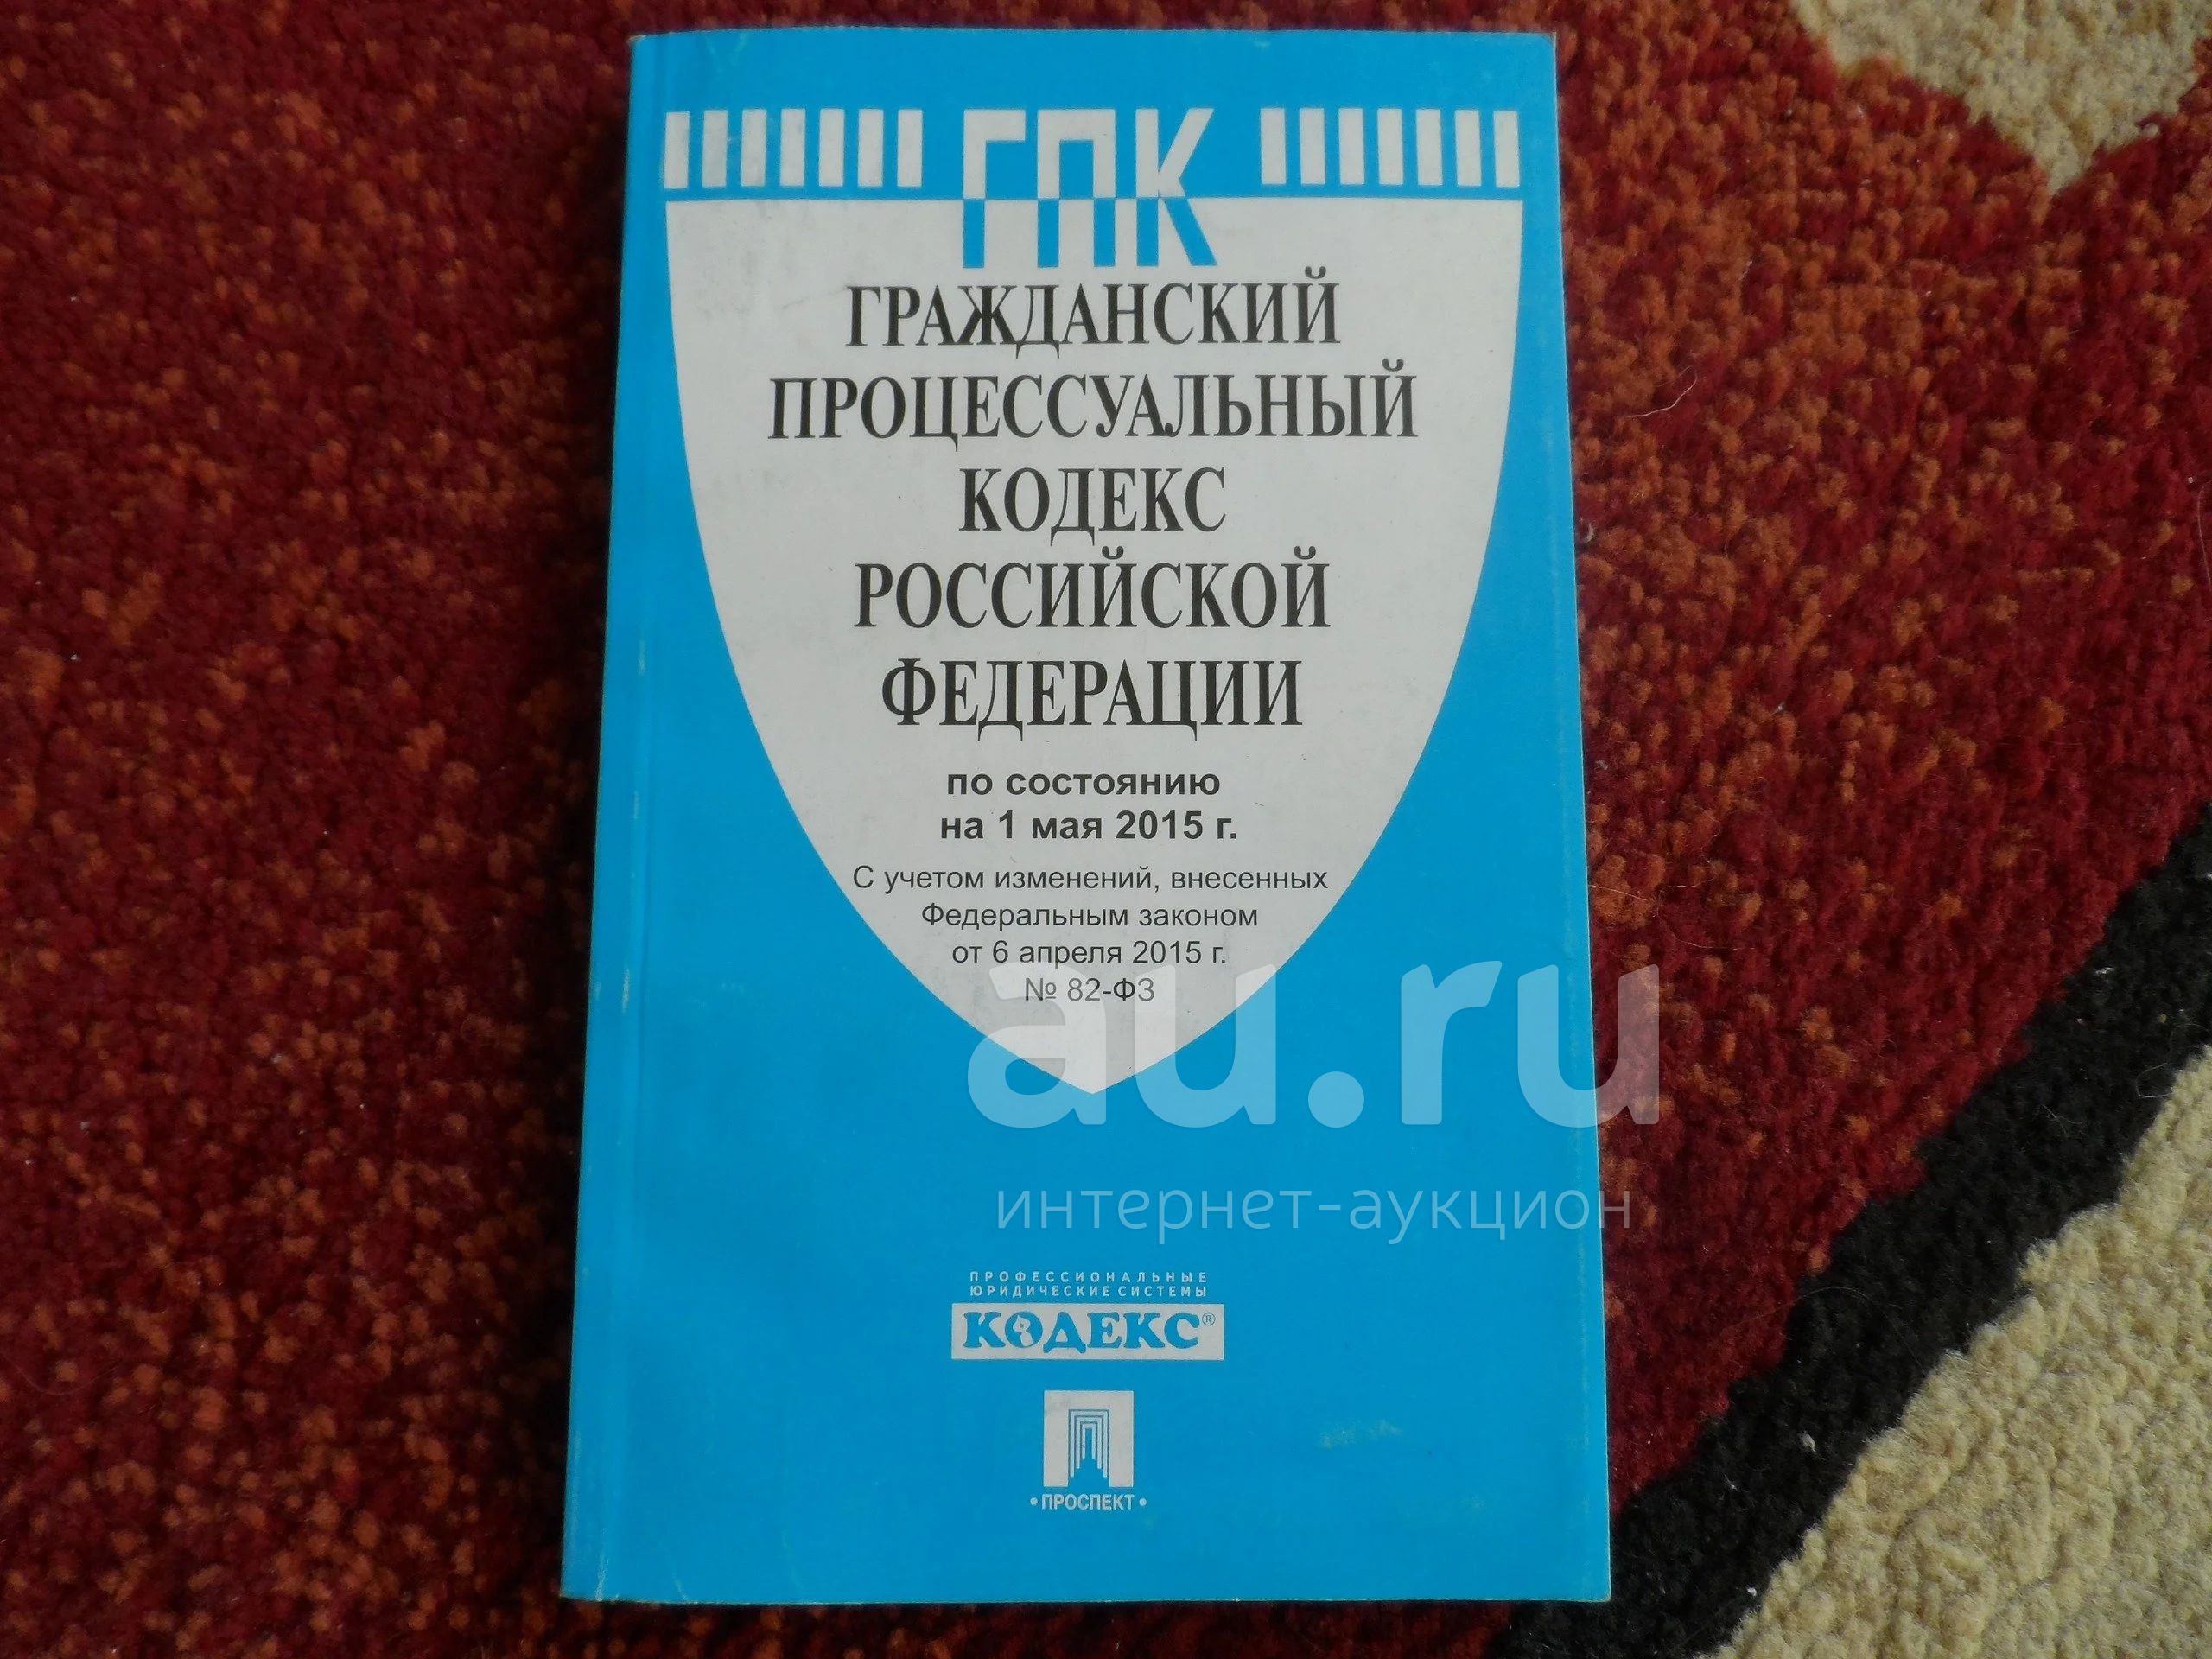 ГПК
ГРАЖДАНСКИЙ
ПРОЦЕССУАЛЬНЫЙ
КОДЕКС
РОССИЙСКОЙ
ФЕДЕРАЦИИ
по состоянию
на 1 мая 2015 г.
С учетом изменений, внесенных
Федеральным законом
от 6 апреля 2015 г.
№ 82-ФЗ
au.ru
интернет-аукцион
ПРОФЕССИОНАЛЬНЫЕ
ЮРИДИЧЕСКИЕ СИСТЕМЫ
КОДЕКС®
• ПРОСПЕКТ •